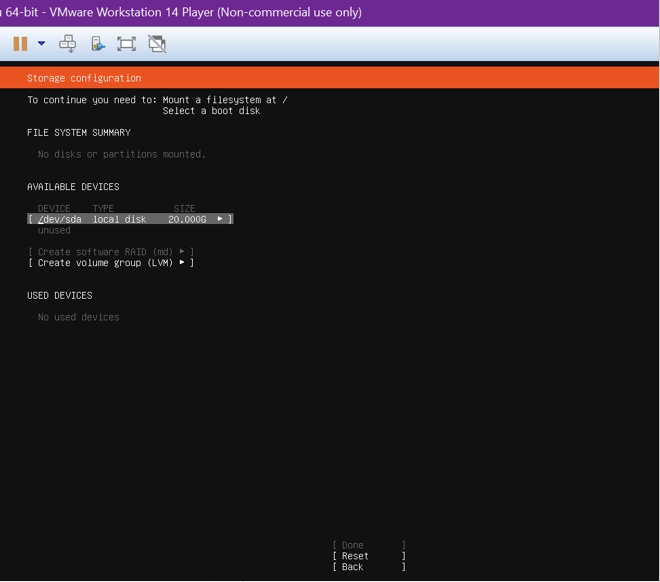 u 64-bit - VMware Workstation 14 Player (Non-commercial use only)
Storage configuration
To continue you need to: Mount a filesystem at /
Select a boot disk
FILE SYSTEM SUMMARY
No disks or partitions mounted.
AVAILABLE DEVICES
DEVICE TYPE SIZE
[ /dev/sda local disk 20.000G ► ]
unused
[ Create software RAID (md) ► ]
[ Create volume group (LVM) ► ]
USED DEVICES
No used devices
[ Done ]
[ Reset ]
[ Back ]